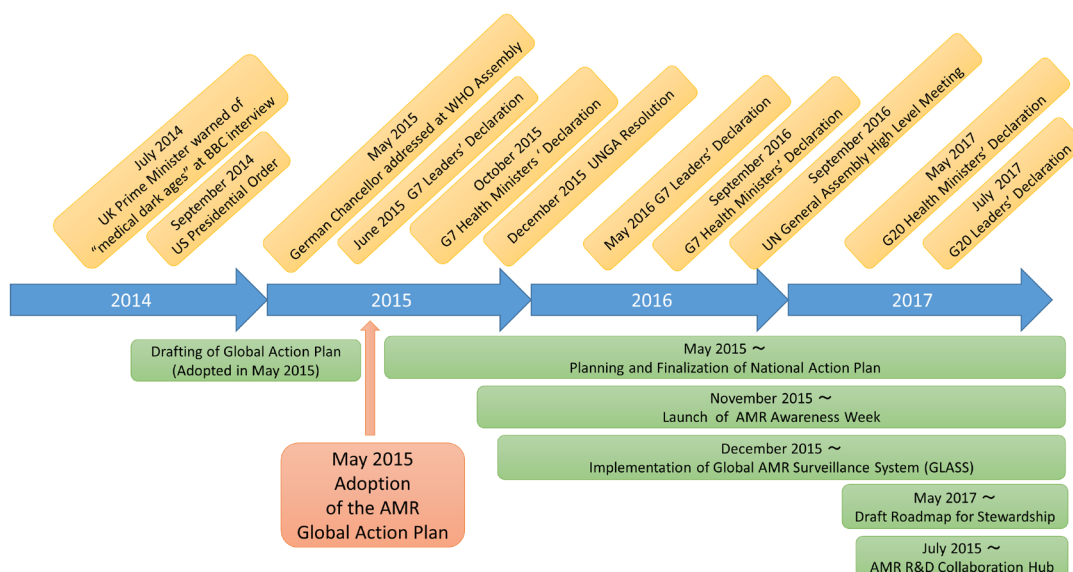 July 2014
UK Prime Minister warned of
“medical dark ages” at BBC interview
September 2014
US Presidential Order
May 2015
German Chancellor addressed at WHO Assembly
June 2015 G7 Leaders’ Declaration
October 2015
G7 Health Ministers’ Declaration
December 2015 UNGA Resolution
May 2016 G7 Leaders’ Declaration
September 2016
G7 Health Ministers’ Declaration
September 2016
UN General Assembly High Level Meeting
May 2017
G20 Health Ministers’ Declaration
July 2017
G20 Leaders’ Declaration
2014
2015
2016
2017
Drafting of Global Action Plan
(Adopted in May 2015)
May 2015 ～
Planning and Finalization of National Action Plan
November 2015 ～
Launch of AMR Awareness Week
December 2015 ～
Implementation of Global AMR Surveillance System (GLASS)
May 2017 ～
Draft Roadmap for Stewardship
July 2015 ～
AMR R&D Collaboration Hub
May 2015
Adoption
of the AMR
Global Action Plan